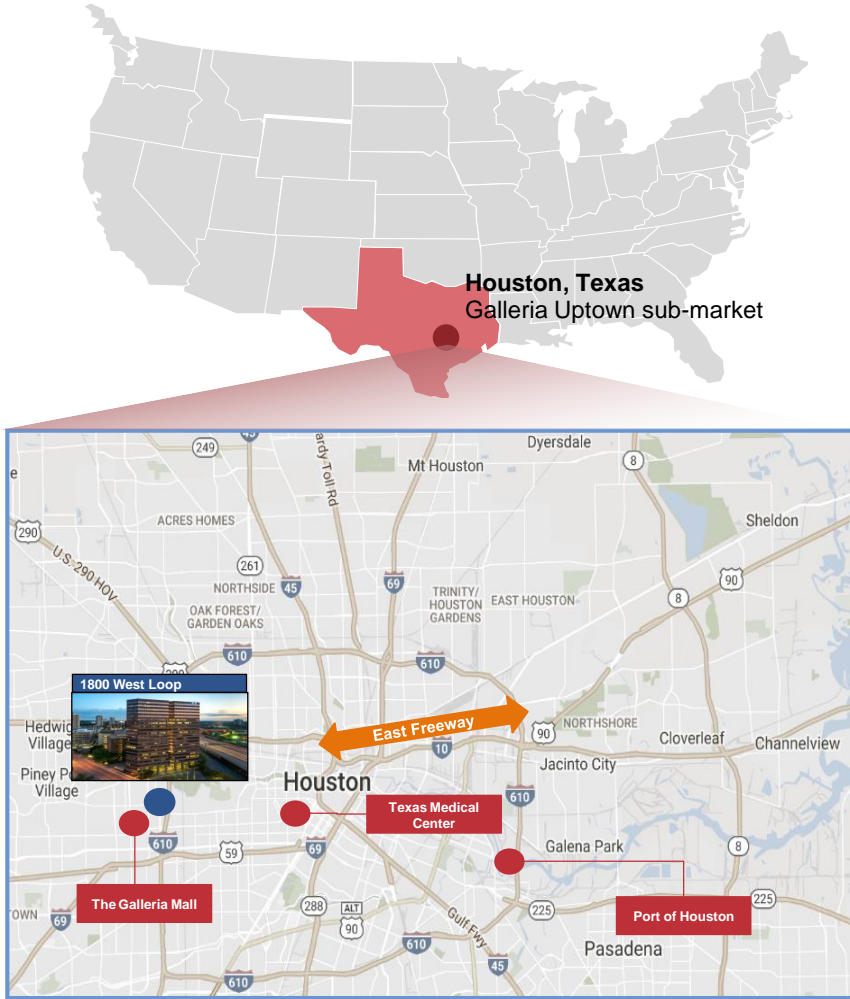 Houston, Texas
Galleria Uptown sub-market
45
249
ardy Toll Rd
Dyersdale
Mt Houston
8
e
290
ACRES HOMES
Sheldon
U.S. 290 HOV
261
NORTHSIDE
45
69
TRINITY/
HOUSTON
GARDENS
EAST HOUSTON
90
8
OAK FOREST/
GARDEN OAKS
610
610
290
1800 West Loop
East Freeway
Hedwig
Village
90
NORTHSHORE
Cloverleaf
Channelview
10
Jacinto City
Piney Po
Village
Houston
Texas Medical
Center
610
610
59
69
Galena Park
8
The Galleria Mall
288
ALT
90
Port of Houston
225
225
TOWN
69
Gulf Fwy
610
45
Pasadena